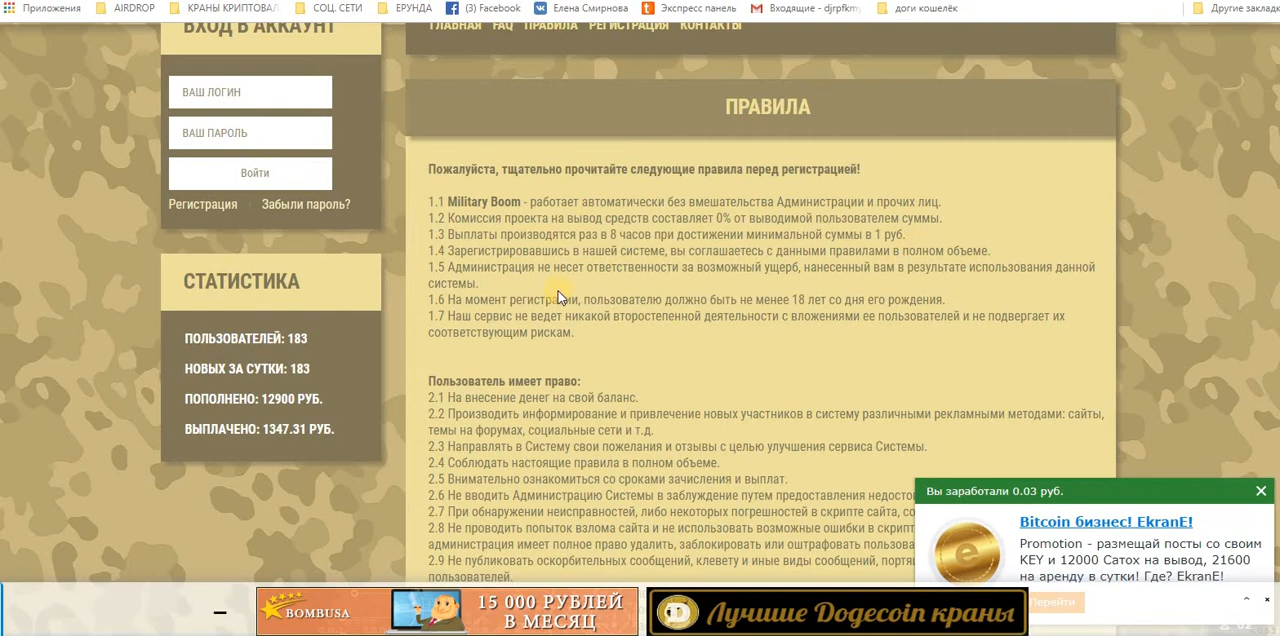 Приложения AIRDROP КРАНЫ КРИПТОВАЛ СОЦ. СЕТИ ЕРУНДА (3) Facebook Елена Смирнова Экспресс панель Входящие - djrpfkm доги кошелёк Другие заклад
ВХОД В АККАУНТ
ГЛАВНАЯ FAQ ПРАВИЛА РЕГИСТРАЦИЯ КОНТАКТЫ
ВАШ ЛОГИН
ВАШ ПАРОЛЬ
Войти
Регистрация Забыли пароль?
СТАТИСТИКА
ПОЛЬЗОВАТЕЛЕЙ: 183
НОВЫХ ЗА СУТКИ: 183
ПОПОЛНЕНО: 12900 РУБ.
ВЫПЛАЧЕНО: 1347.31 РУБ.
ПРАВИЛА
Пожалуйста, тщательно прочитайте следующие правила перед регистрацией!
1.1 Military Boom - работает автоматически без вмешательства Администрации и прочих лиц.
1.2 Комиссия проекта на вывод средств составляет 0% от выводимой пользователем суммы.
1.3 Выплаты производятся раз в 8 часов при достижении минимальной суммы в 1 руб.
1.4 Зарегистрировавшись в нашей системе, вы соглашаетесь с данными правилами в полном объеме.
1.5 Администрация не несет ответственности за возможный ущерб, нанесенный вам в результате использования данной
системы.
1.6 На момент регистрации, пользователю должно быть не менее 18 лет со дня его рождения.
1.7 Наш сервис не ведет никакой второстепенной деятельности с вложениями ее пользователей и не подвергает их
соответствующим рискам.
Пользователь имеет право:
2.1 На внесение денег на свой баланс.
2.2 Производить информирование и привлечение новых участников в систему различными рекламными методами: сайты,
темы на форумах, социальные сети и т.д.
2.3 Направлять в Систему свои пожелания и отзывы с целью улучшения сервиса Системы.
2.4 Соблюдать настоящие правила в полном объеме.
2.5 Внимательно ознакомиться со сроками зачисления и выплат.
2.6 Не вводить Администрацию Системы в заблуждение путем предоставления недостов
2.7 При обнаружении неисправностей, либо некоторых погрешностей в скрипте сайта, со
2.8 Не проводить попыток взлома сайта и не использовать возможные ошибки в скрипт
администрация имеет полное право удалить, заблокировать или оштрафовать пользова
2.9 Не публиковать оскорбительных сообщений, клевету и иные виды сообщений, портящ
пользователей.
Вы заработали 0.03 руб.
Bitcoin бизнес! EkranE!
Promotion - размещай посты со своим
KEY и 12000 Сатох на вывод, 21600
на аренду в сутки! Где? EkranE!
Перейти
BOMBUSA 15 000 РУБЛЕЙ
В МЕСЯЦ
Лучшие Dogecoin краны